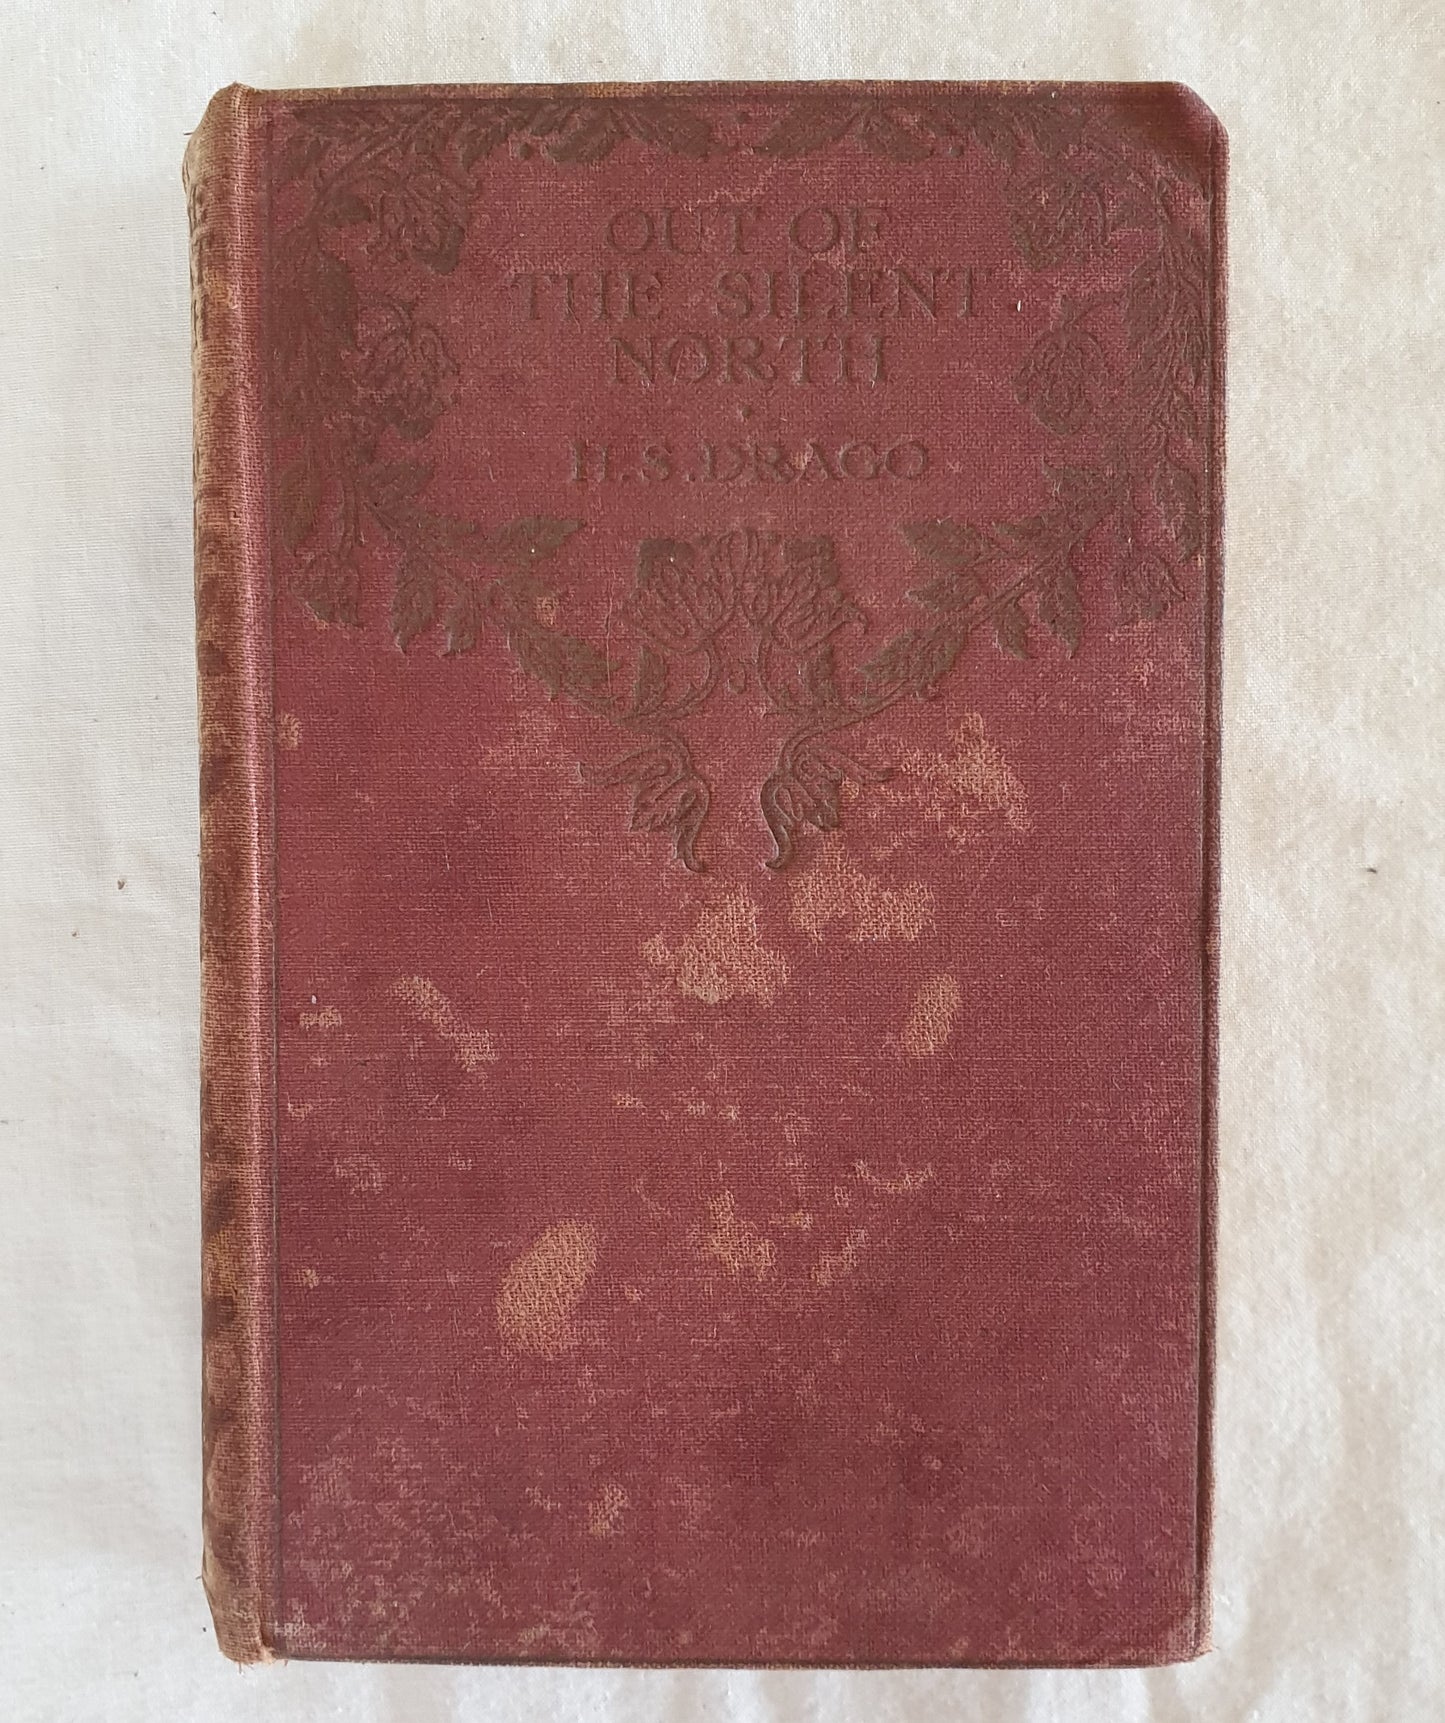 OUT OF
THE SILENT
NORTH
H.S. DRAGO